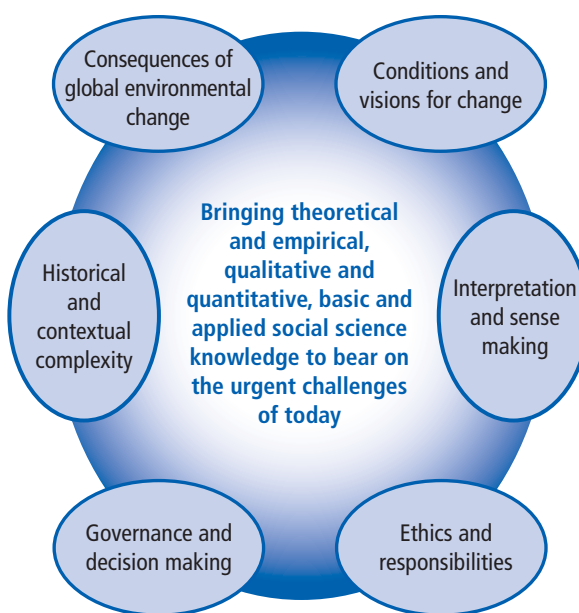 Consequences of
global environmental
change
Conditions and
visions for change
Historical
and
contextual
complexity
Bringing theoretical
and empirical,
qualitative and
quantitative, basic and
applied social science
knowledge to bear on
the urgent challenges
of today
Interpretation
and sense
making
Governance and
decision making
Ethics and
responsibilities